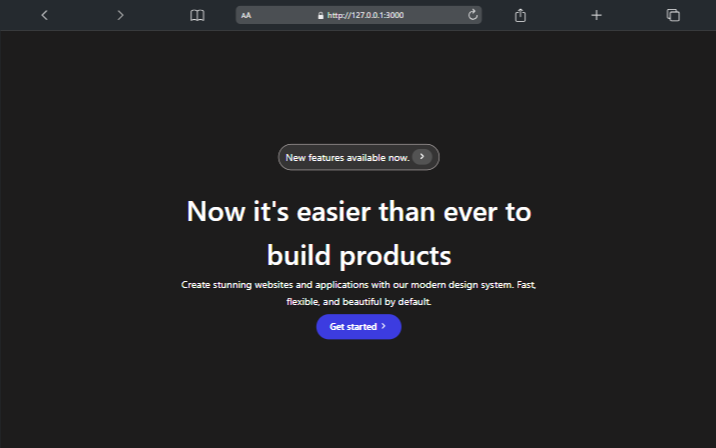 AA
http://127.0.0.1:3000
New features available now.
Now it's easier than ever to
build products
Create stunning websites and applications with our modern design system. Fast,
flexible, and beautiful by default.
Get started